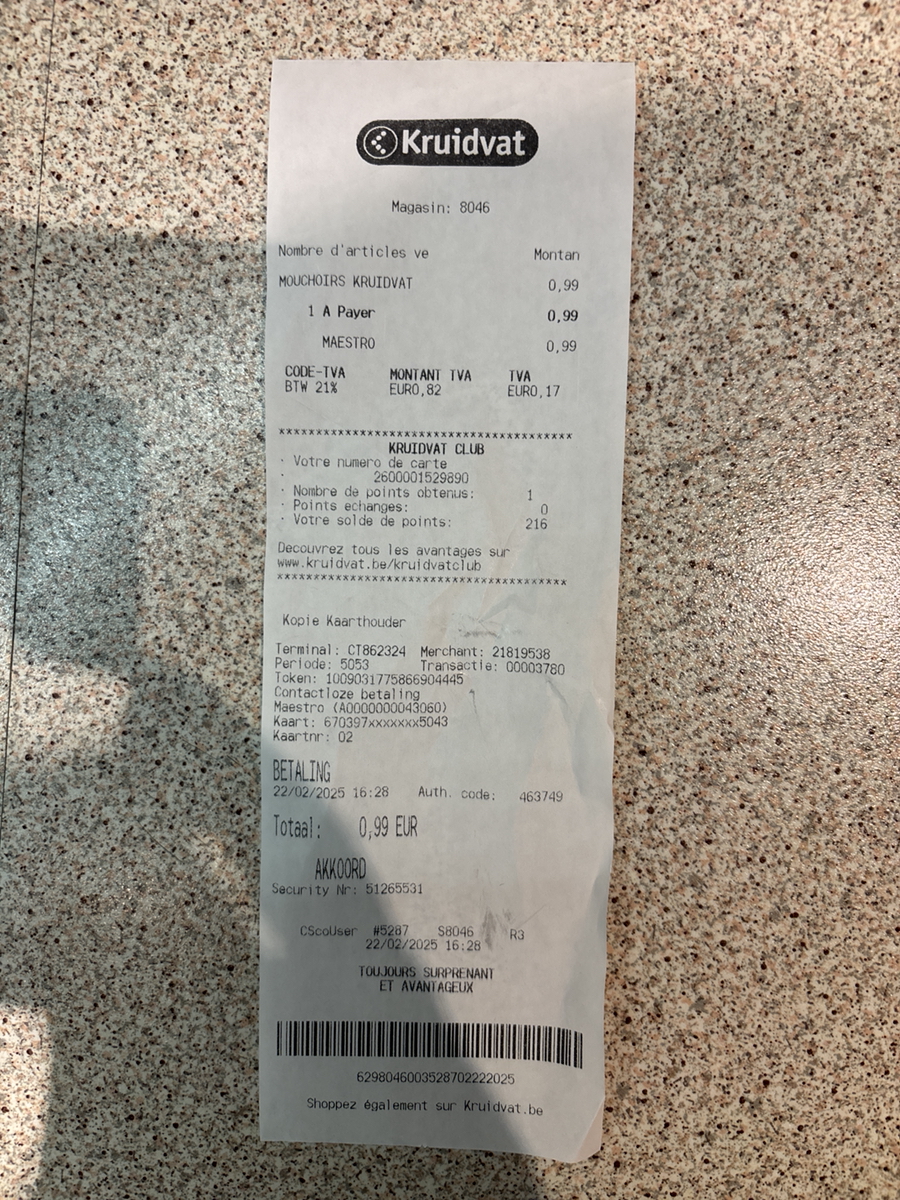 Kruidvat
Magasin: 8046
Nombre d'articles ve Montan
MOUCHOIRS KRUIDVAT 0,99
1 A Payer 0,99
MAESTRO 0,99
CODE-TVA MONTANT TVA TVA
BTW 21% EURO,82 EURO,17
****************************************
KRUIDVAT CLUB
· Votre numero de carte
· 2600001529890
· Nombre de points obtenus: 1
· Points echanges: 0
· Votre solde de points: 216
Decouvrez tous les avantages sur
www.kruidvat.be/kruidvatclub
****************************************
Kopie Kaarthouder
Terminal: CT862324 Merchant: 21819538
Periode: 5053 Transactie: 00003780
Token: 1009031775866904445
Contactloze betaling
Maestro (A0000000043060)
Kaart: 670397xxxxxxx5043
Kaartnr: 02
BETALING
22/02/2025 16:28 Auth. code: 463749
Totaal: 0,99 EUR
AKKOORD
Security Nr: 51265531
CScoUser #5287 S8046 R3
22/02/2025 16:28
TOUJOURS SURPRENANT
ET AVANTAGEUX
6298046003528702222025
Shoppez également sur Kruidvat.be